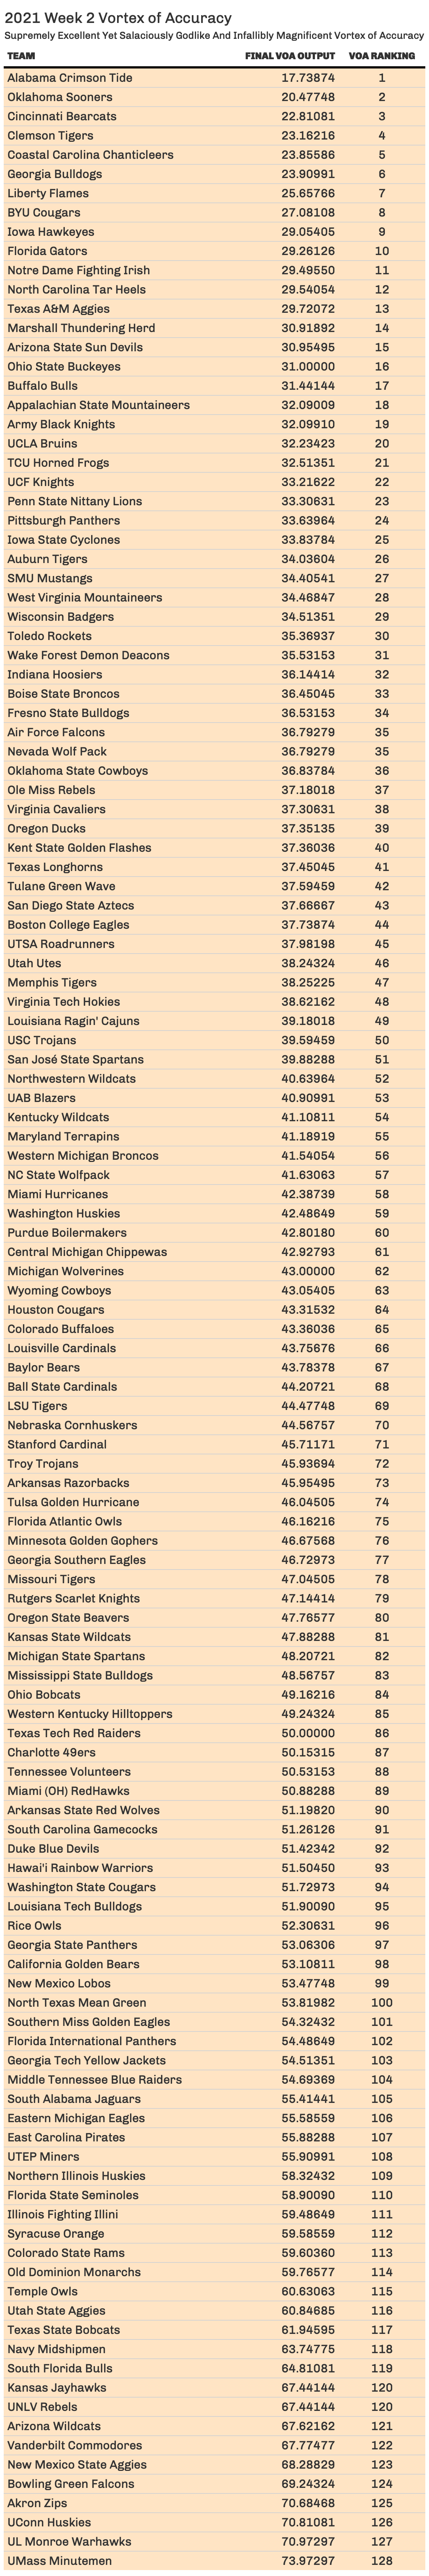 2021 Week 2 Vortex of Accuracy
Supremely Excellent Yet Salaciously Godlike And Infallibly Magnificent Vortex of Accuracy
TEAM FINAL VOA OUTPUT VOA RANKING
Alabama Crimson Tide 17.73874 1
Oklahoma Sooners 20.47748 2
Cincinnati Bearcats 22.81081 3
Clemson Tigers 23.16216 4
Coastal Carolina Chanticleers 23.85586 5
Georgia Bulldogs 23.90991 6
Liberty Flames 25.65766 7
BYU Cougars 27.08108 8
Iowa Hawkeyes 29.05405 9
Florida Gators 29.26126 10
Notre Dame Fighting Irish 29.49550 11
North Carolina Tar Heels 29.54054 12
Texas A&M Aggies 29.72072 13
Marshall Thundering Herd 30.91892 14
Arizona State Sun Devils 30.95495 15
Ohio State Buckeyes 31.00000 16
Buffalo Bulls 31.44144 17
Appalachian State Mountaineers 32.09009 18
Army Black Knights 32.09910 19
UCLA Bruins 32.23423 20
TCU Horned Frogs 32.51351 21
UCF Knights 33.21622 22
Penn State Nittany Lions 33.30631 23
Pittsburgh Panthers 33.63964 24
Iowa State Cyclones 33.83784 25
Auburn Tigers 34.03604 26
SMU Mustangs 34.40541 27
West Virginia Mountaineers 34.46847 28
Wisconsin Badgers 34.51351 29
Toledo Rockets 35.36937 30
Wake Forest Demon Deacons 35.53153 31
Indiana Hoosiers 36.14414 32
Boise State Broncos 36.45045 33
Fresno State Bulldogs 36.53153 34
Air Force Falcons 36.79279 35
Nevada Wolf Pack 36.79279 35
Oklahoma State Cowboys 36.83784 36
Ole Miss Rebels 37.18018 37
Virginia Cavaliers 37.30631 38
Oregon Ducks 37.35135 39
Kent State Golden Flashes 37.36036 40
Texas Longhorns 37.45045 41
Tulane Green Wave 37.59459 42
San Diego State Aztecs 37.66667 43
Boston College Eagles 37.73874 44
UTSA Roadrunners 37.98198 45
Utah Utes 38.24324 46
Memphis Tigers 38.25225 47
Virginia Tech Hokies 38.62162 48
Louisiana Ragin' Cajuns 39.18018 49
USC Trojans 39.59459 50
San José State Spartans 39.88288 51
Northwestern Wildcats 40.63964 52
UAB Blazers 40.90991 53
Kentucky Wildcats 41.10811 54
Maryland Terrapins 41.18919 55
Western Michigan Broncos 41.54054 56
NC State Wolfpack 41.63063 57
Miami Hurricanes 42.38739 58
Washington Huskies 42.48649 59
Purdue Boilermakers 42.80180 60
Central Michigan Chippewas 42.92793 61
Michigan Wolverines 43.00000 62
Wyoming Cowboys 43.05405 63
Houston Cougars 43.31532 64
Colorado Buffaloes 43.36036 65
Louisville Cardinals 43.75676 66
Baylor Bears 43.78378 67
Ball State Cardinals 44.20721 68
LSU Tigers 44.47748 69
Nebraska Cornhuskers 44.56757 70
Stanford Cardinal 45.71171 71
Troy Trojans 45.93694 72
Arkansas Razorbacks 45.95495 73
Tulsa Golden Hurricane 46.04505 74
Florida Atlantic Owls 46.16216 75
Minnesota Golden Gophers 46.67568 76
Georgia Southern Eagles 46.72973 77
Missouri Tigers 47.04505 78
Rutgers Scarlet Knights 47.14414 79
Oregon State Beavers 47.76577 80
Kansas State Wildcats 47.88288 81
Michigan State Spartans 48.20721 82
Mississippi State Bulldogs 48.56757 83
Ohio Bobcats 49.16216 84
Western Kentucky Hilltoppers 49.24324 85
Texas Tech Red Raiders 50.00000 86
Charlotte 49ers 50.15315 87
Tennessee Volunteers 50.53153 88
Miami (OH) RedHawks 50.88288 89
Arkansas State Red Wolves 51.19820 90
South Carolina Gamecocks 51.26126 91
Duke Blue Devils 51.42342 92
Hawai'i Rainbow Warriors 51.50450 93
Washington State Cougars 51.72973 94
Louisiana Tech Bulldogs 51.90090 95
Rice Owls 52.30631 96
Georgia State Panthers 53.06306 97
California Golden Bears 53.10811 98
New Mexico Lobos 53.47748 99
North Texas Mean Green 53.81982 100
Southern Miss Golden Eagles 54.32432 101
Florida International Panthers 54.48649 102
Georgia Tech Yellow Jackets 54.51351 103
Middle Tennessee Blue Raiders 54.69369 104
South Alabama Jaguars 55.41441 105
Eastern Michigan Eagles 55.58559 106
East Carolina Pirates 55.88288 107
UTEP Miners 55.90991 108
Northern Illinois Huskies 58.32432 109
Florida State Seminoles 58.90090 110
Illinois Fighting Illini 59.48649 111
Syracuse Orange 59.58559 112
Colorado State Rams 59.60360 113
Old Dominion Monarchs 59.76577 114
Temple Owls 60.63063 115
Utah State Aggies 60.84685 116
Texas State Bobcats 61.94595 117
Navy Midshipmen 63.74775 118
South Florida Bulls 64.81081 119
Kansas Jayhawks 67.44144 120
UNLV Rebels 67.44144 120
Arizona Wildcats 67.62162 121
Vanderbilt Commodores 67.77477 122
New Mexico State Aggies 68.28829 123
Bowling Green Falcons 69.24324 124
Akron Zips 70.68468 125
UConn Huskies 70.81081 126
UL Monroe Warhawks 70.97297 127
UMass Minutemen 73.97297 128